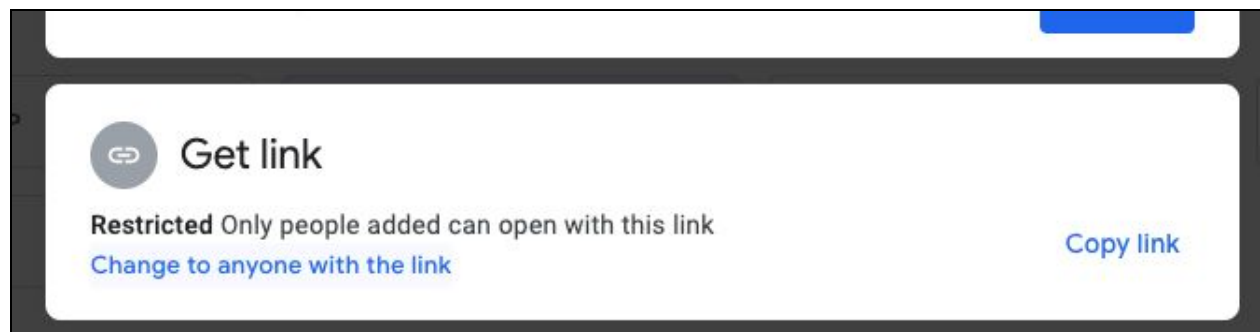 Get link
Restricted Only people added can open with this link
Change to anyone with the link
Copy link